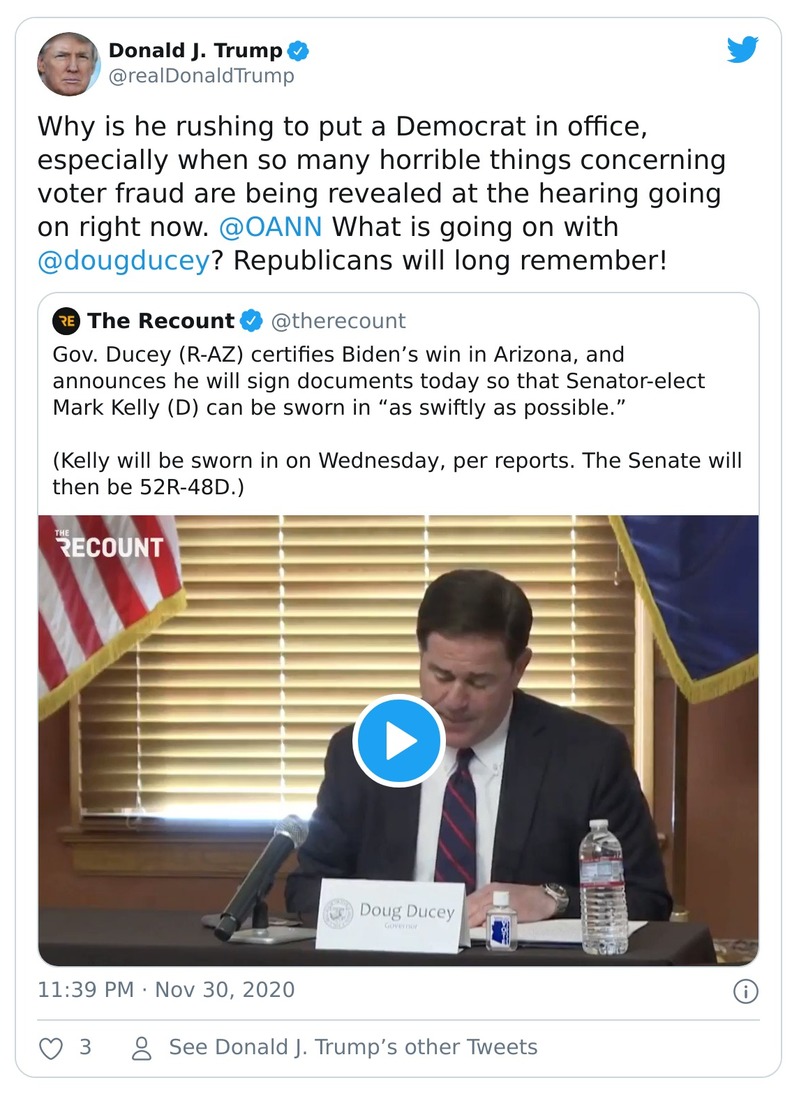 Donald J. Trump
@realDonaldTrump
Why is he rushing to put a Democrat in office,
especially when so many horrible things concerning
voter fraud are being revealed at the hearing going
on right now. @OANN What is going on with
@dougducey? Republicans will long remember!
RE The Recount @therecount
Gov. Ducey (R-AZ) certifies Biden’s win in Arizona, and
announces he will sign documents today so that Senator-elect
Mark Kelly (D) can be sworn in “as swiftly as possible.”
(Kelly will be sworn in on Wednesday, per reports. The Senate will
then be 52R-48D.)
THE
RECOUNT
Doug Ducey
Governor
11:39 PM · Nov 30, 2020
3 See Donald J. Trump’s other Tweets